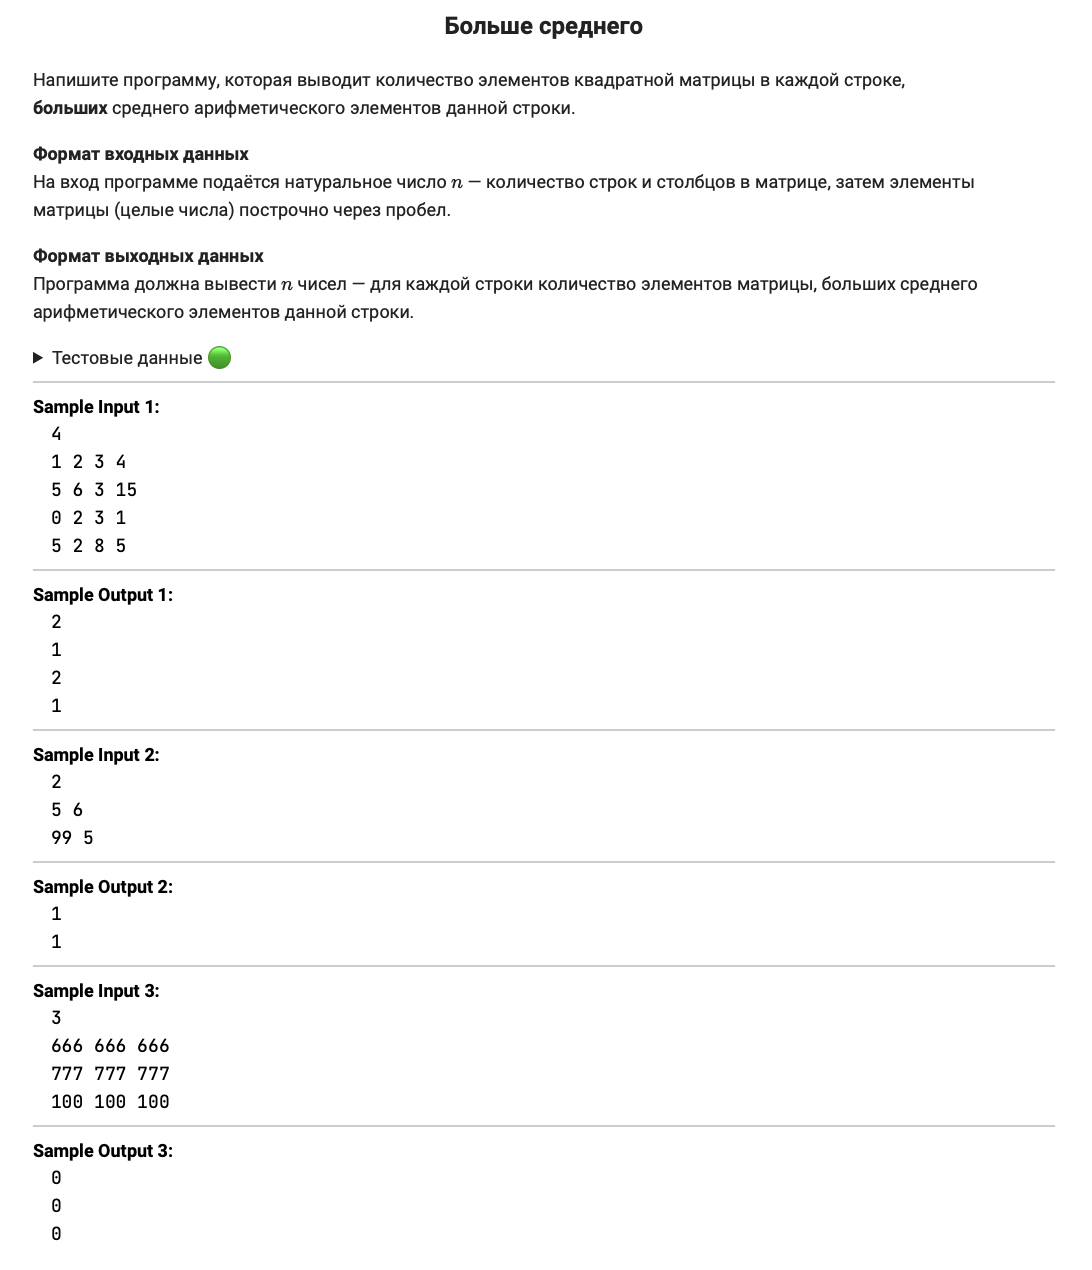 Больше среднего
Напишите программу, которая выводит количество элементов квадратной матрицы в каждой строке,
больших среднего арифметического элементов данной строки.
Формат входных данных
На вход программе подаётся натуральное число n — количество строк и столбцов в матрице, затем элементы
матрицы (целые числа) построчно через пробел.
Формат выходных данных
Программа должна вывести n чисел — для каждой строки количество элементов матрицы, больших среднего
арифметического элементов данной строки.
Тестовые данные
Sample Input 1:
4
1 2 3 4
5 6 3 15
0 2 3 1
5 2 8 5
Sample Output 1:
2
1
2
1
Sample Input 2:
2
5 6
99 5
Sample Output 2:
1
1
Sample Input 3:
3
666 666 666
777 777 777
100 100 100
Sample Output 3:
0
0
0